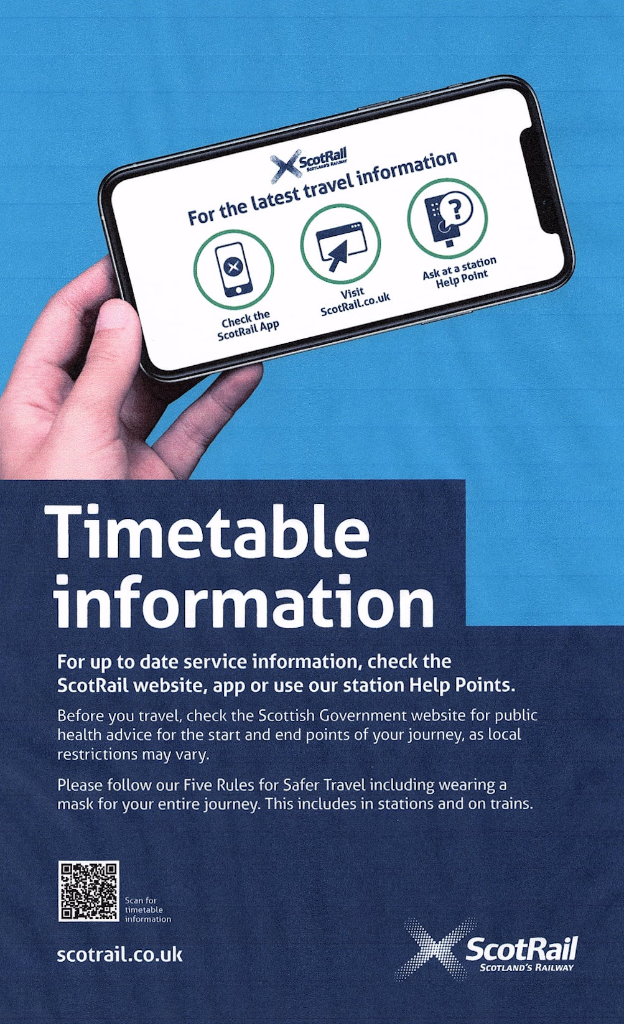 ScotRail
SCOTLAND'S RAILWAY
For the latest travel information
Check the
ScotRail App
Visit
ScotRail.co.uk
?
Ask at a station
Help Point
Timetable
information
For up to date service information, check the
ScotRail website, app or use our station Help Points.
Before you travel, check the Scottish Government website for public
health advice for the start and end points of your journey, as local
restrictions may vary.
Please follow our Five Rules for Safer Travel including wearing a
mask for your entire journey. This includes in stations and on trains.
Scan for
timetable
information
scotrail.co.uk
ScotRail
SCOTLAND'S RAILWAY